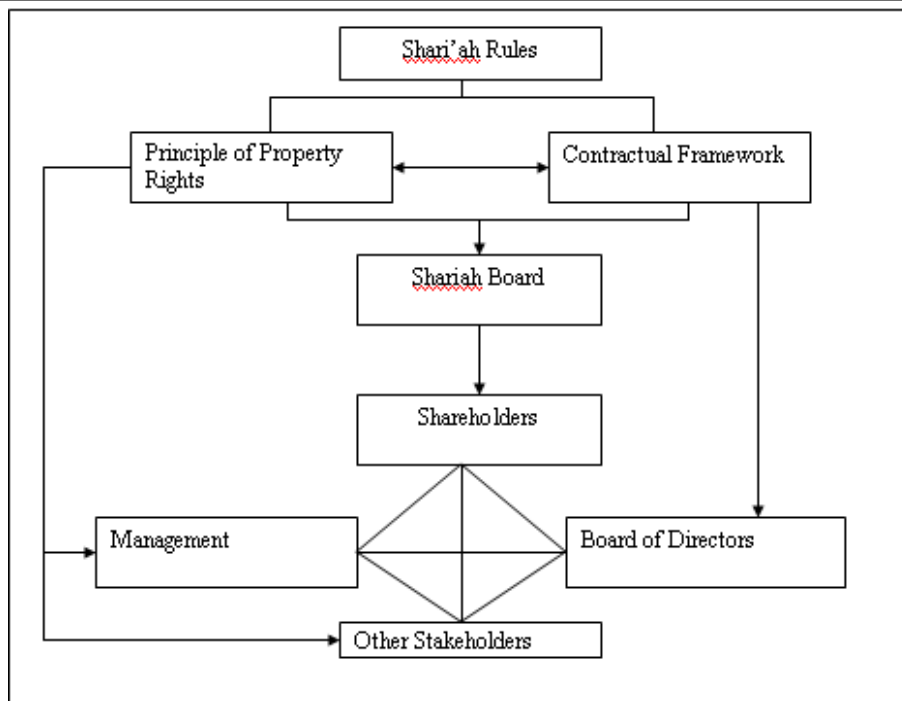 Shari'ah Rules
Principle of Property
Rights
Contractual Framework
Shariah Board
Shareholders
Management
Board of Directors
Other Stakeholders